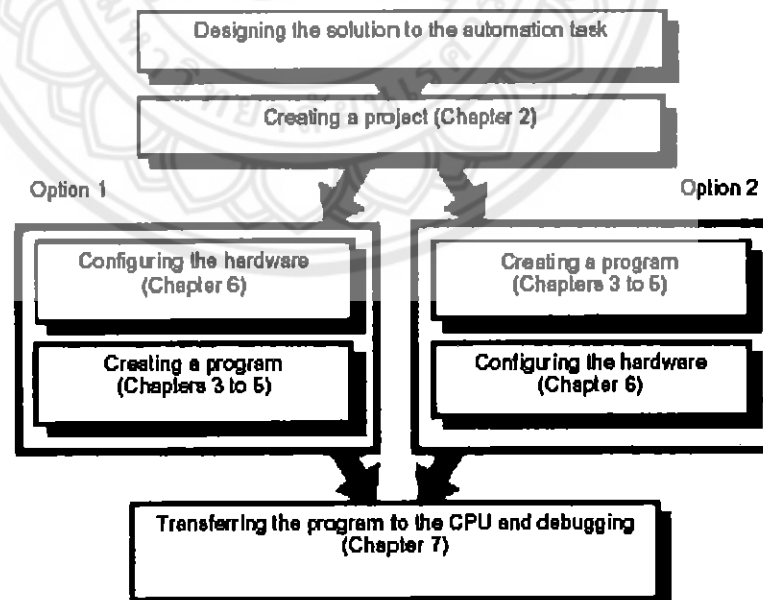 Designing the solution to the automation task
Creating a project (Chapter 2)
Option 1
Option 2
Configuring the hardware
(Chapter 6)
Creating a program
(Chapters 3 to 5)
Creating a program
(Chapters 3 to 5)
Configuring the hardware
(Chapter 6)
Transferring the program to the CPU and debugging
(Chapter 7)